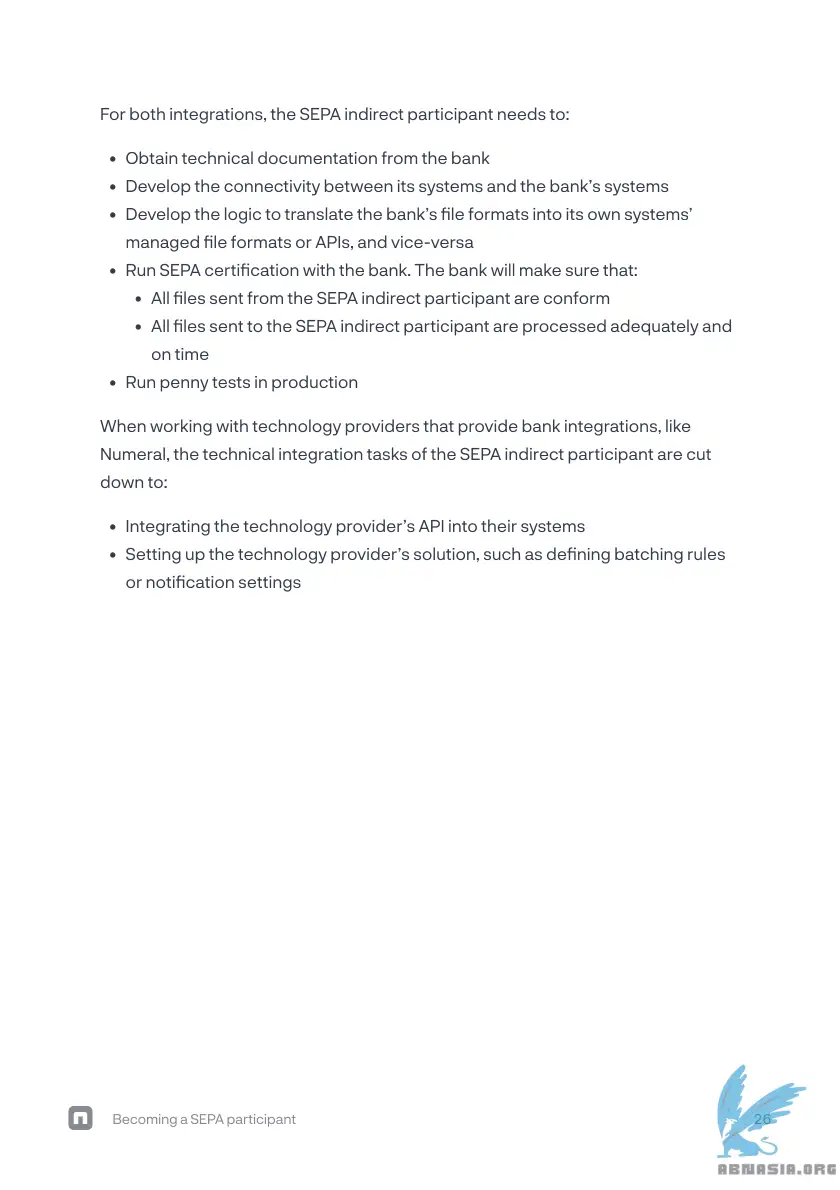 For both integrations, the SEPA indirect participant needs to:
• Obtain technical documentation from the bank
• Develop the connectivity between its systems and the bank’s systems
• Develop the logic to translate the bank’s file formats into its own systems’
managed file formats or APIs, and vice-versa
• Run SEPA certification with the bank. The bank will make sure that:
• All files sent from the SEPA indirect participant are conform
• All files sent to the SEPA indirect participant are processed adequately and
on time
• Run penny tests in production
When working with technology providers that provide bank integrations, like
Numeral, the technical integration tasks of the SEPA indirect participant are cut
down to:
• Integrating the technology provider’s API into their systems
• Setting up the technology provider’s solution, such as defining batching rules
or notification settings
Becoming a SEPA participant
26
ABNASIA.ORG